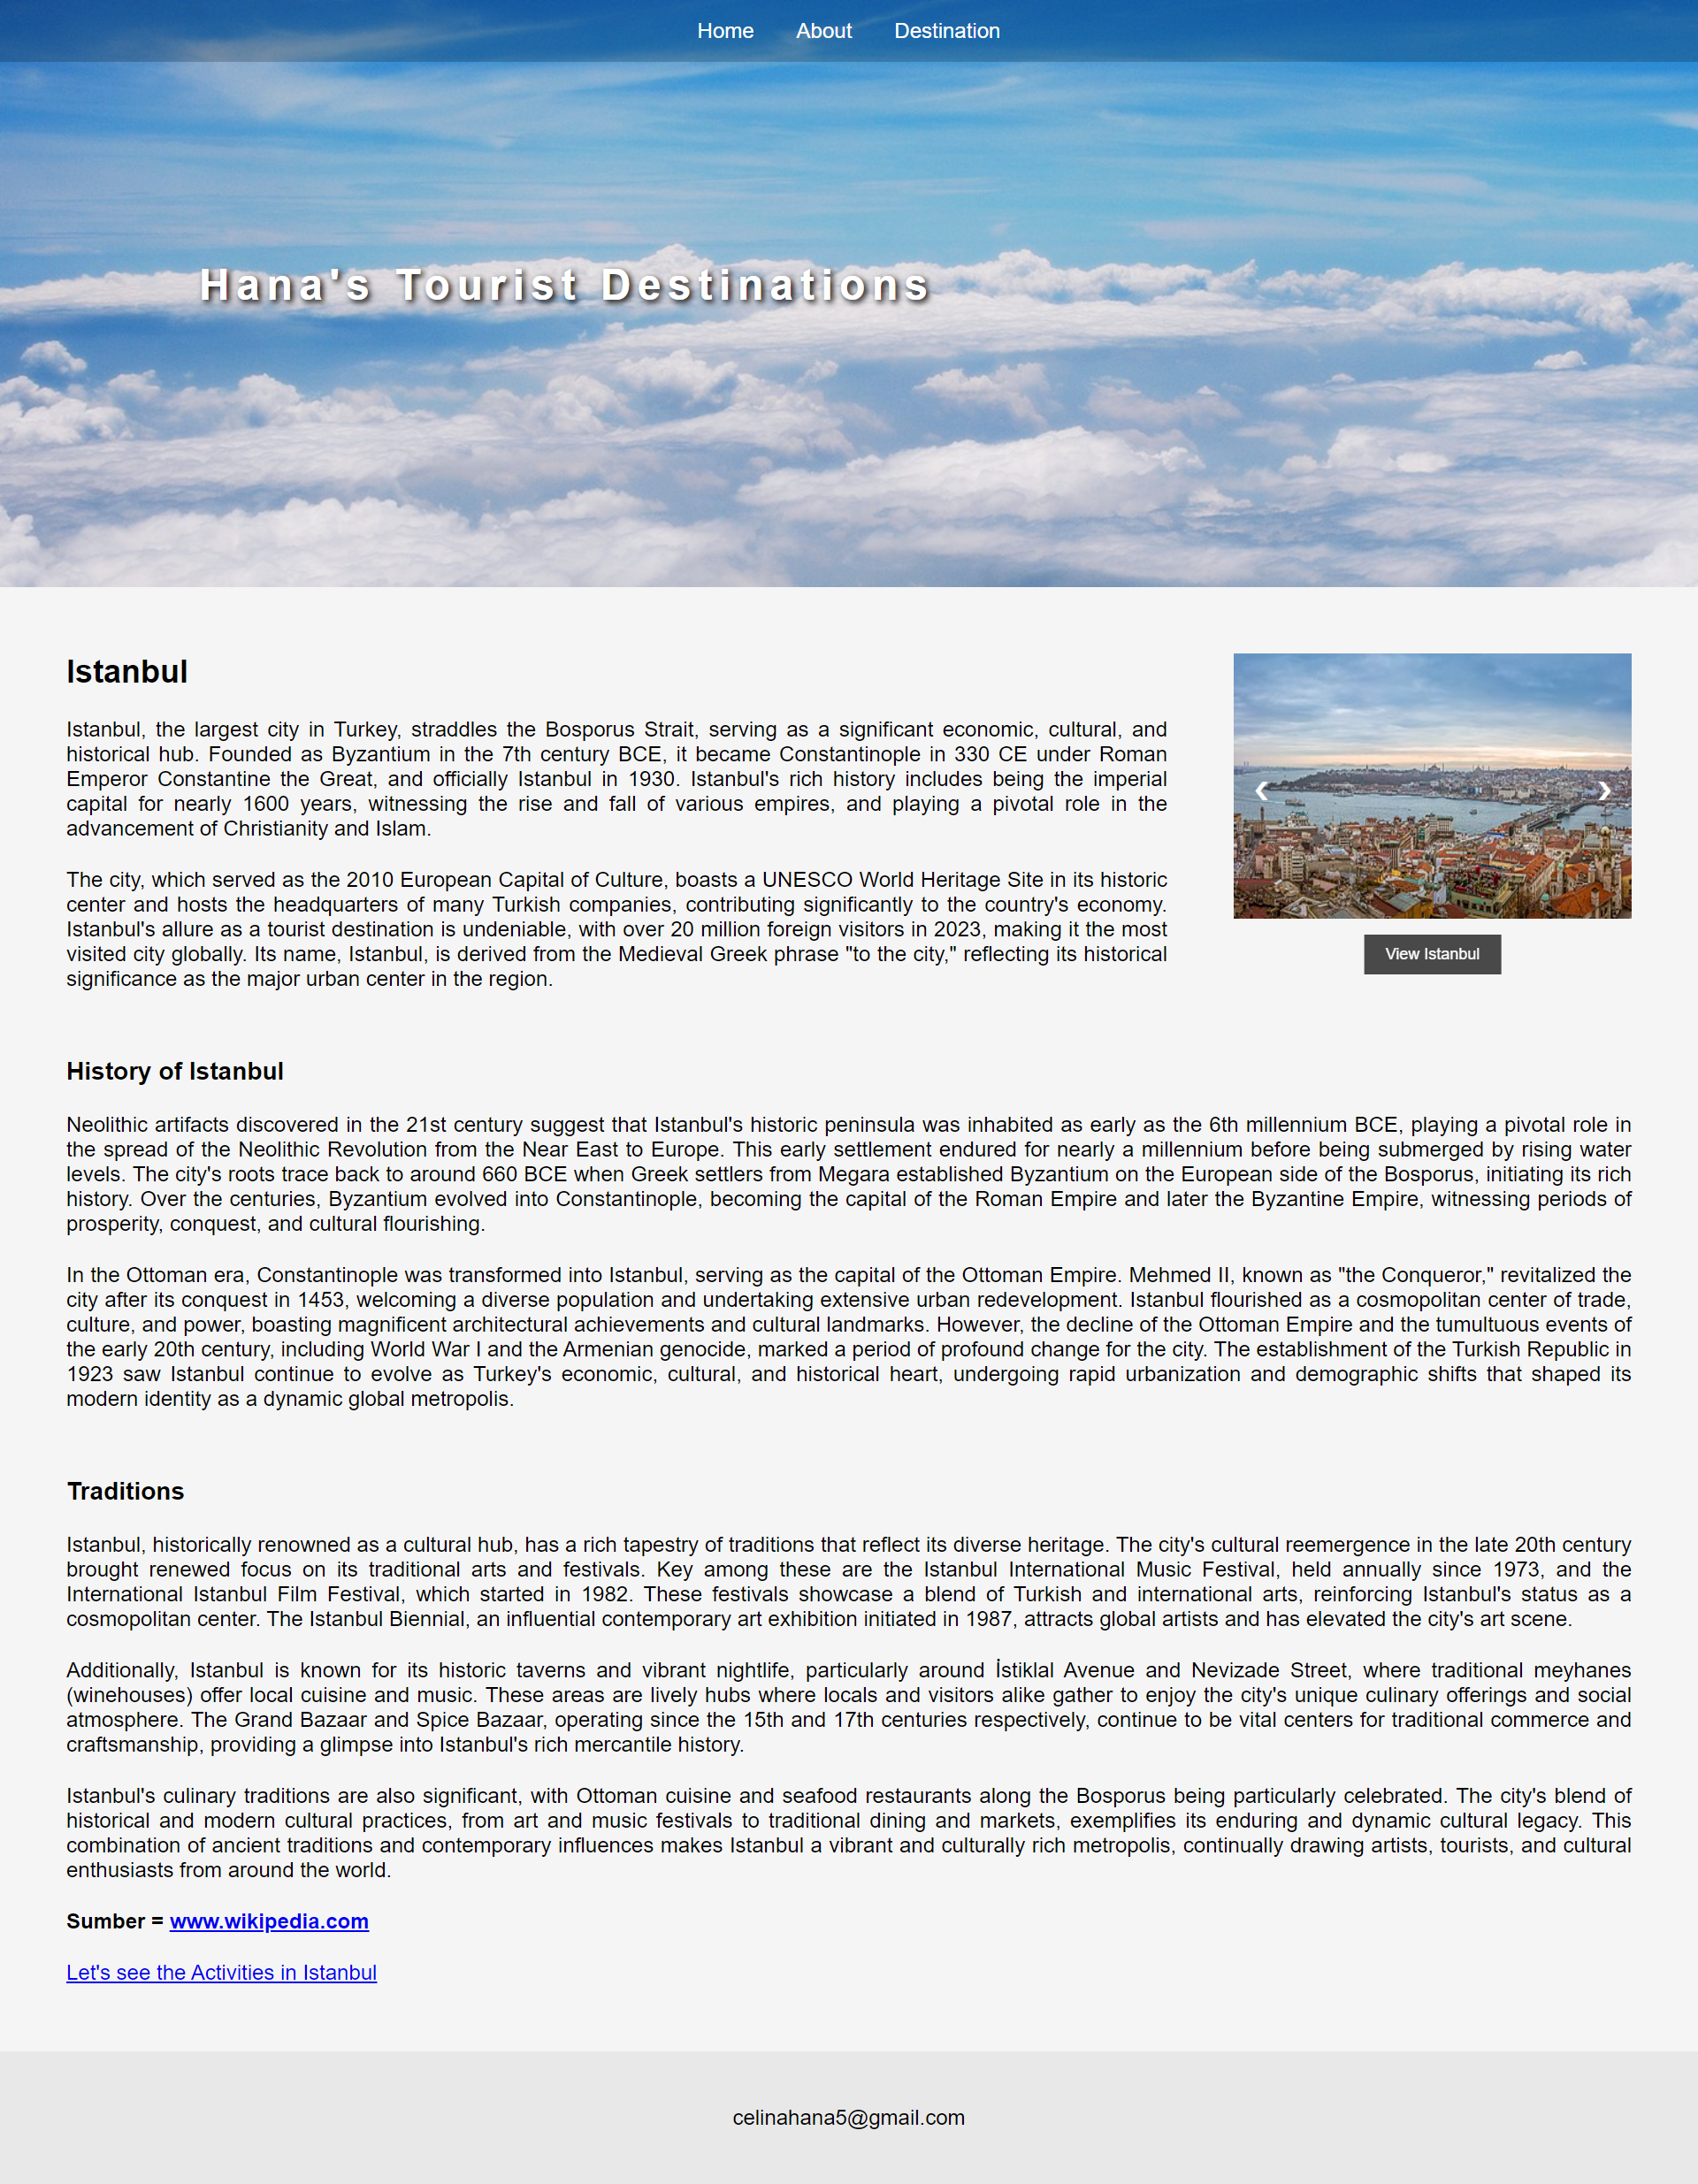 Home About Destination
Hana's Tourist Destinations
Istanbul
Istanbul, the largest city in Turkey, straddles the Bosporus Strait, serving as a significant economic, cultural, and
historical hub. Founded as Byzantium in the 7th century BCE, it became Constantinople in 330 CE under Roman
Emperor Constantine the Great, and officially Istanbul in 1930. Istanbul's rich history includes being the imperial
capital for nearly 1600 years, witnessing the rise and fall of various empires, and playing a pivotal role in the
advancement of Christianity and Islam.
The city, which served as the 2010 European Capital of Culture, boasts a UNESCO World Heritage Site in its historic
center and hosts the headquarters of many Turkish companies, contributing significantly to the country's economy.
Istanbul's allure as a tourist destination is undeniable, with over 20 million foreign visitors in 2023, making it the most
visited city globally. Its name, Istanbul, is derived from the Medieval Greek phrase "to the city," reflecting its historical
significance as the major urban center in the region.
❮ ❯
View Istanbul
History of Istanbul
Neolithic artifacts discovered in the 21st century suggest that Istanbul's historic peninsula was inhabited as early as the 6th millennium BCE, playing a pivotal role in
the spread of the Neolithic Revolution from the Near East to Europe. This early settlement endured for nearly a millennium before being submerged by rising water
levels. The city's roots trace back to around 660 BCE when Greek settlers from Megara established Byzantium on the European side of the Bosporus, initiating its rich
history. Over the centuries, Byzantium evolved into Constantinople, becoming the capital of the Roman Empire and later the Byzantine Empire, witnessing periods of
prosperity, conquest, and cultural flourishing.
In the Ottoman era, Constantinople was transformed into Istanbul, serving as the capital of the Ottoman Empire. Mehmed II, known as "the Conqueror," revitalized the
city after its conquest in 1453, welcoming a diverse population and undertaking extensive urban redevelopment. Istanbul flourished as a cosmopolitan center of trade,
culture, and power, boasting magnificent architectural achievements and cultural landmarks. However, the decline of the Ottoman Empire and the tumultuous events of
the early 20th century, including World War I and the Armenian genocide, marked a period of profound change for the city. The establishment of the Turkish Republic in
1923 saw Istanbul continue to evolve as Turkey's economic, cultural, and historical heart, undergoing rapid urbanization and demographic shifts that shaped its
modern identity as a dynamic global metropolis.
Traditions
Istanbul, historically renowned as a cultural hub, has a rich tapestry of traditions that reflect its diverse heritage. The city's cultural reemergence in the late 20th century
brought renewed focus on its traditional arts and festivals. Key among these are the Istanbul International Music Festival, held annually since 1973, and the
International Istanbul Film Festival, which started in 1982. These festivals showcase a blend of Turkish and international arts, reinforcing Istanbul's status as a
cosmopolitan center. The Istanbul Biennial, an influential contemporary art exhibition initiated in 1987, attracts global artists and has elevated the city's art scene.
Additionally, Istanbul is known for its historic taverns and vibrant nightlife, particularly around İstiklal Avenue and Nevizade Street, where traditional meyhanes
(winehouses) offer local cuisine and music. These areas are lively hubs where locals and visitors alike gather to enjoy the city's unique culinary offerings and social
atmosphere. The Grand Bazaar and Spice Bazaar, operating since the 15th and 17th centuries respectively, continue to be vital centers for traditional commerce and
craftsmanship, providing a glimpse into Istanbul's rich mercantile history.
Istanbul's culinary traditions are also significant, with Ottoman cuisine and seafood restaurants along the Bosporus being particularly celebrated. The city's blend of
historical and modern cultural practices, from art and music festivals to traditional dining and markets, exemplifies its enduring and dynamic cultural legacy. This
combination of ancient traditions and contemporary influences makes Istanbul a vibrant and culturally rich metropolis, continually drawing artists, tourists, and cultural
enthusiasts from around the world.
Sumber = www.wikipedia.com
Let's see the Activities in Istanbul
celinahana5@gmail.com